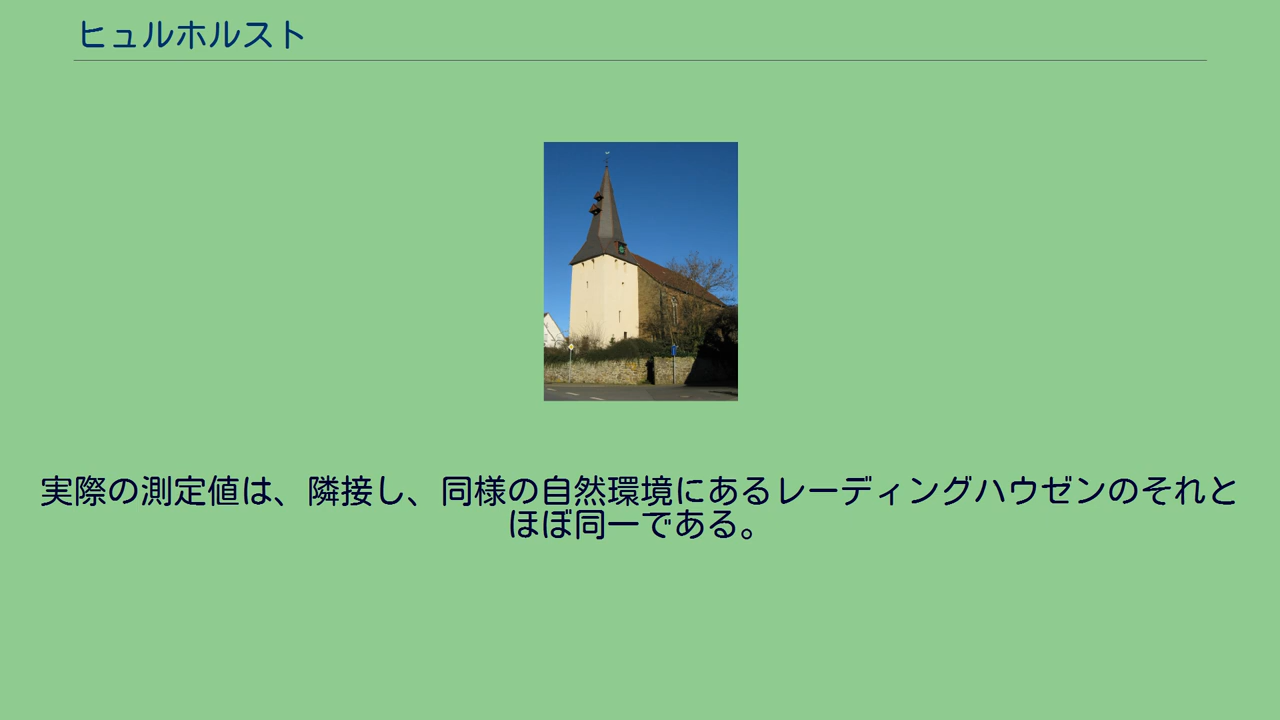 ヒュルホルスト
実際の測定値は、隣接し、同様の自然環境にあるレーディングハウゼンのそれと
ほぼ同一である。